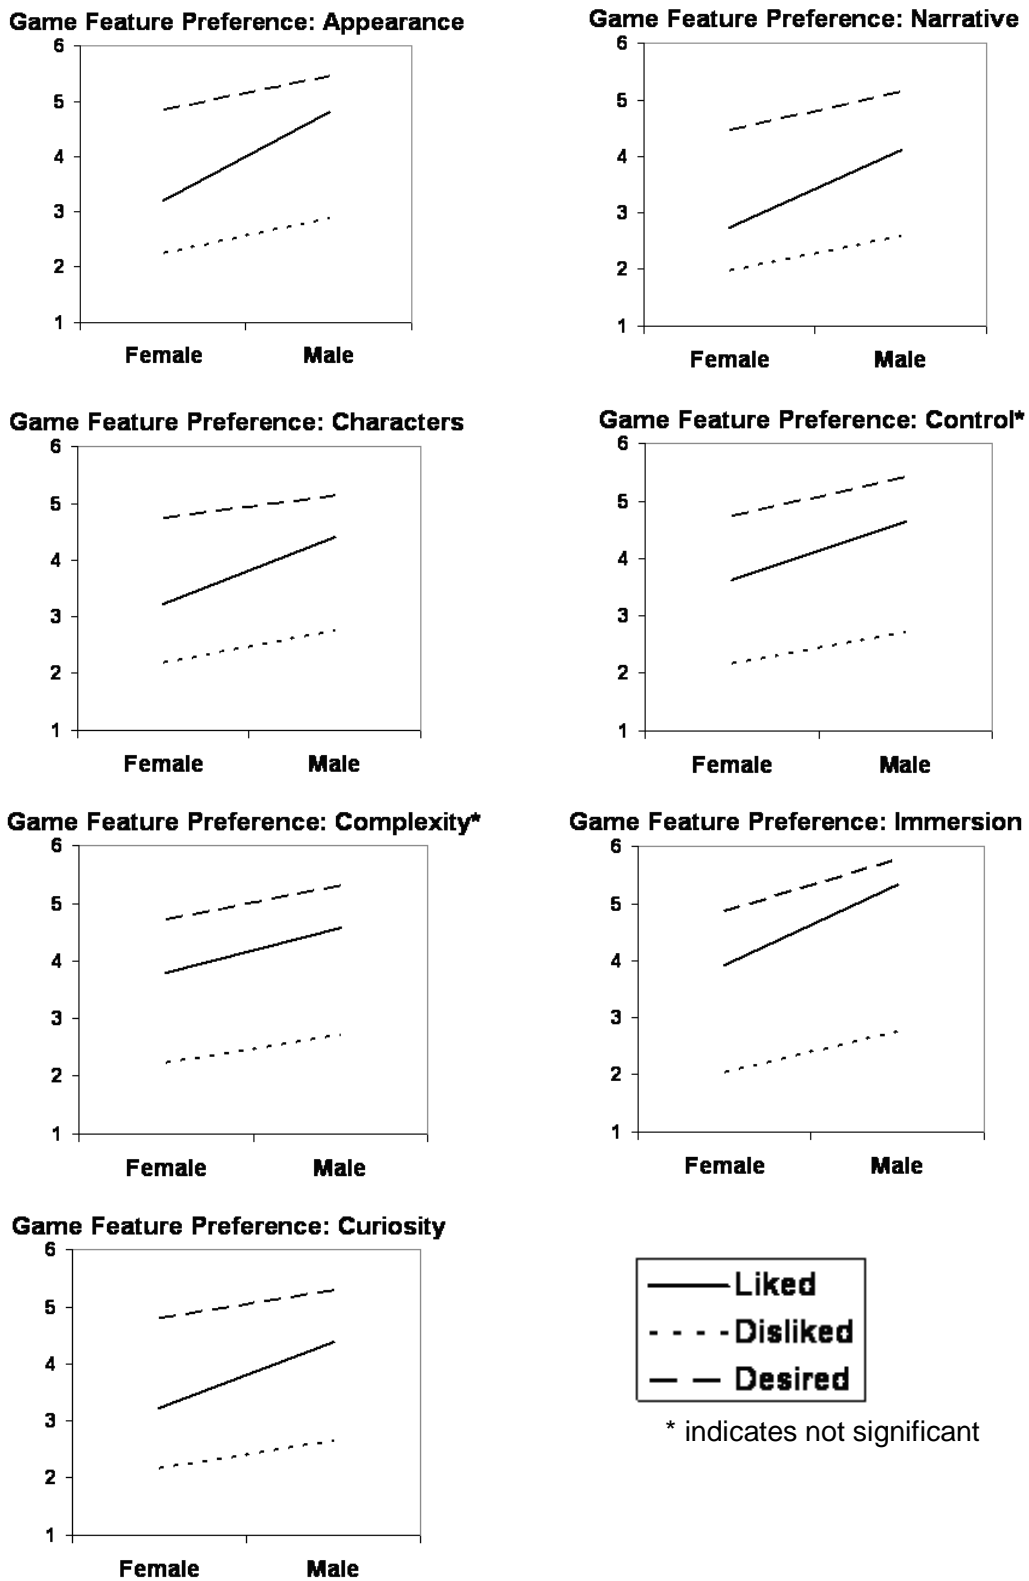 Game Feature Preference: Appearance
6
5
4
3
2
1
Female Male
Game Feature Preference: Narrative
6
5
4
3
2
1
Female Male
Game Feature Preference: Characters
6
5
4
3
2
1
Female Male
Game Feature Preference: Control*
6
5
4
3
2
1
Female Male
Game Feature Preference: Complexity*
6
5
4
3
2
1
Female Male
Game Feature Preference: Immersion
6
5
4
3
2
1
Female Male
Game Feature Preference: Curiosity
6
5
4
3
2
1
Female Male
Liked
Disliked
Desired
* indicates not significant